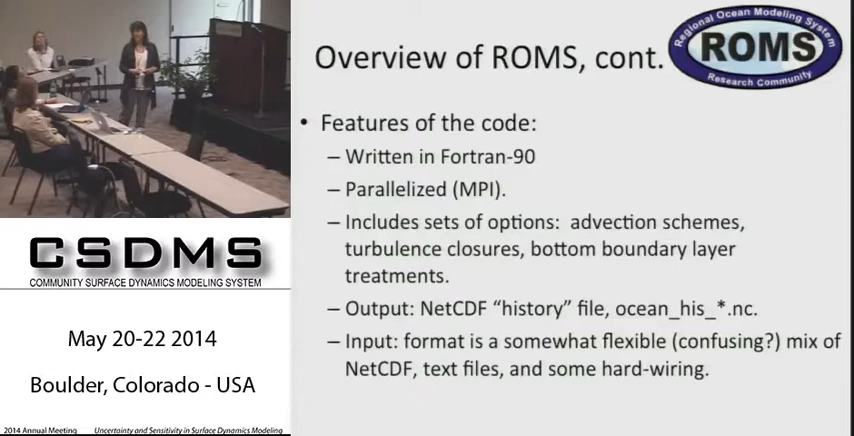 Overview of ROMS, cont.
Regional Ocean Modeling System
ROMS
Research Community
• Features of the code:
– Written in Fortran-90
– Parallelized (MPI).
– Includes sets of options: advection schemes,
turbulence closures, bottom boundary layer
treatments.
– Output: NetCDF “history” file, ocean_his_*.nc.
– Input: format is a somewhat flexible (confusing?) mix of
NetCDF, text files, and some hard-wiring.
CSDMS
COMMUNITY SURFACE DYNAMICS MODELING SYSTEM
May 20-22 2014
Boulder, Colorado - USA
2014 Annual Meeting Uncertainty and Sensitivity in Surface Dynamics Modeling